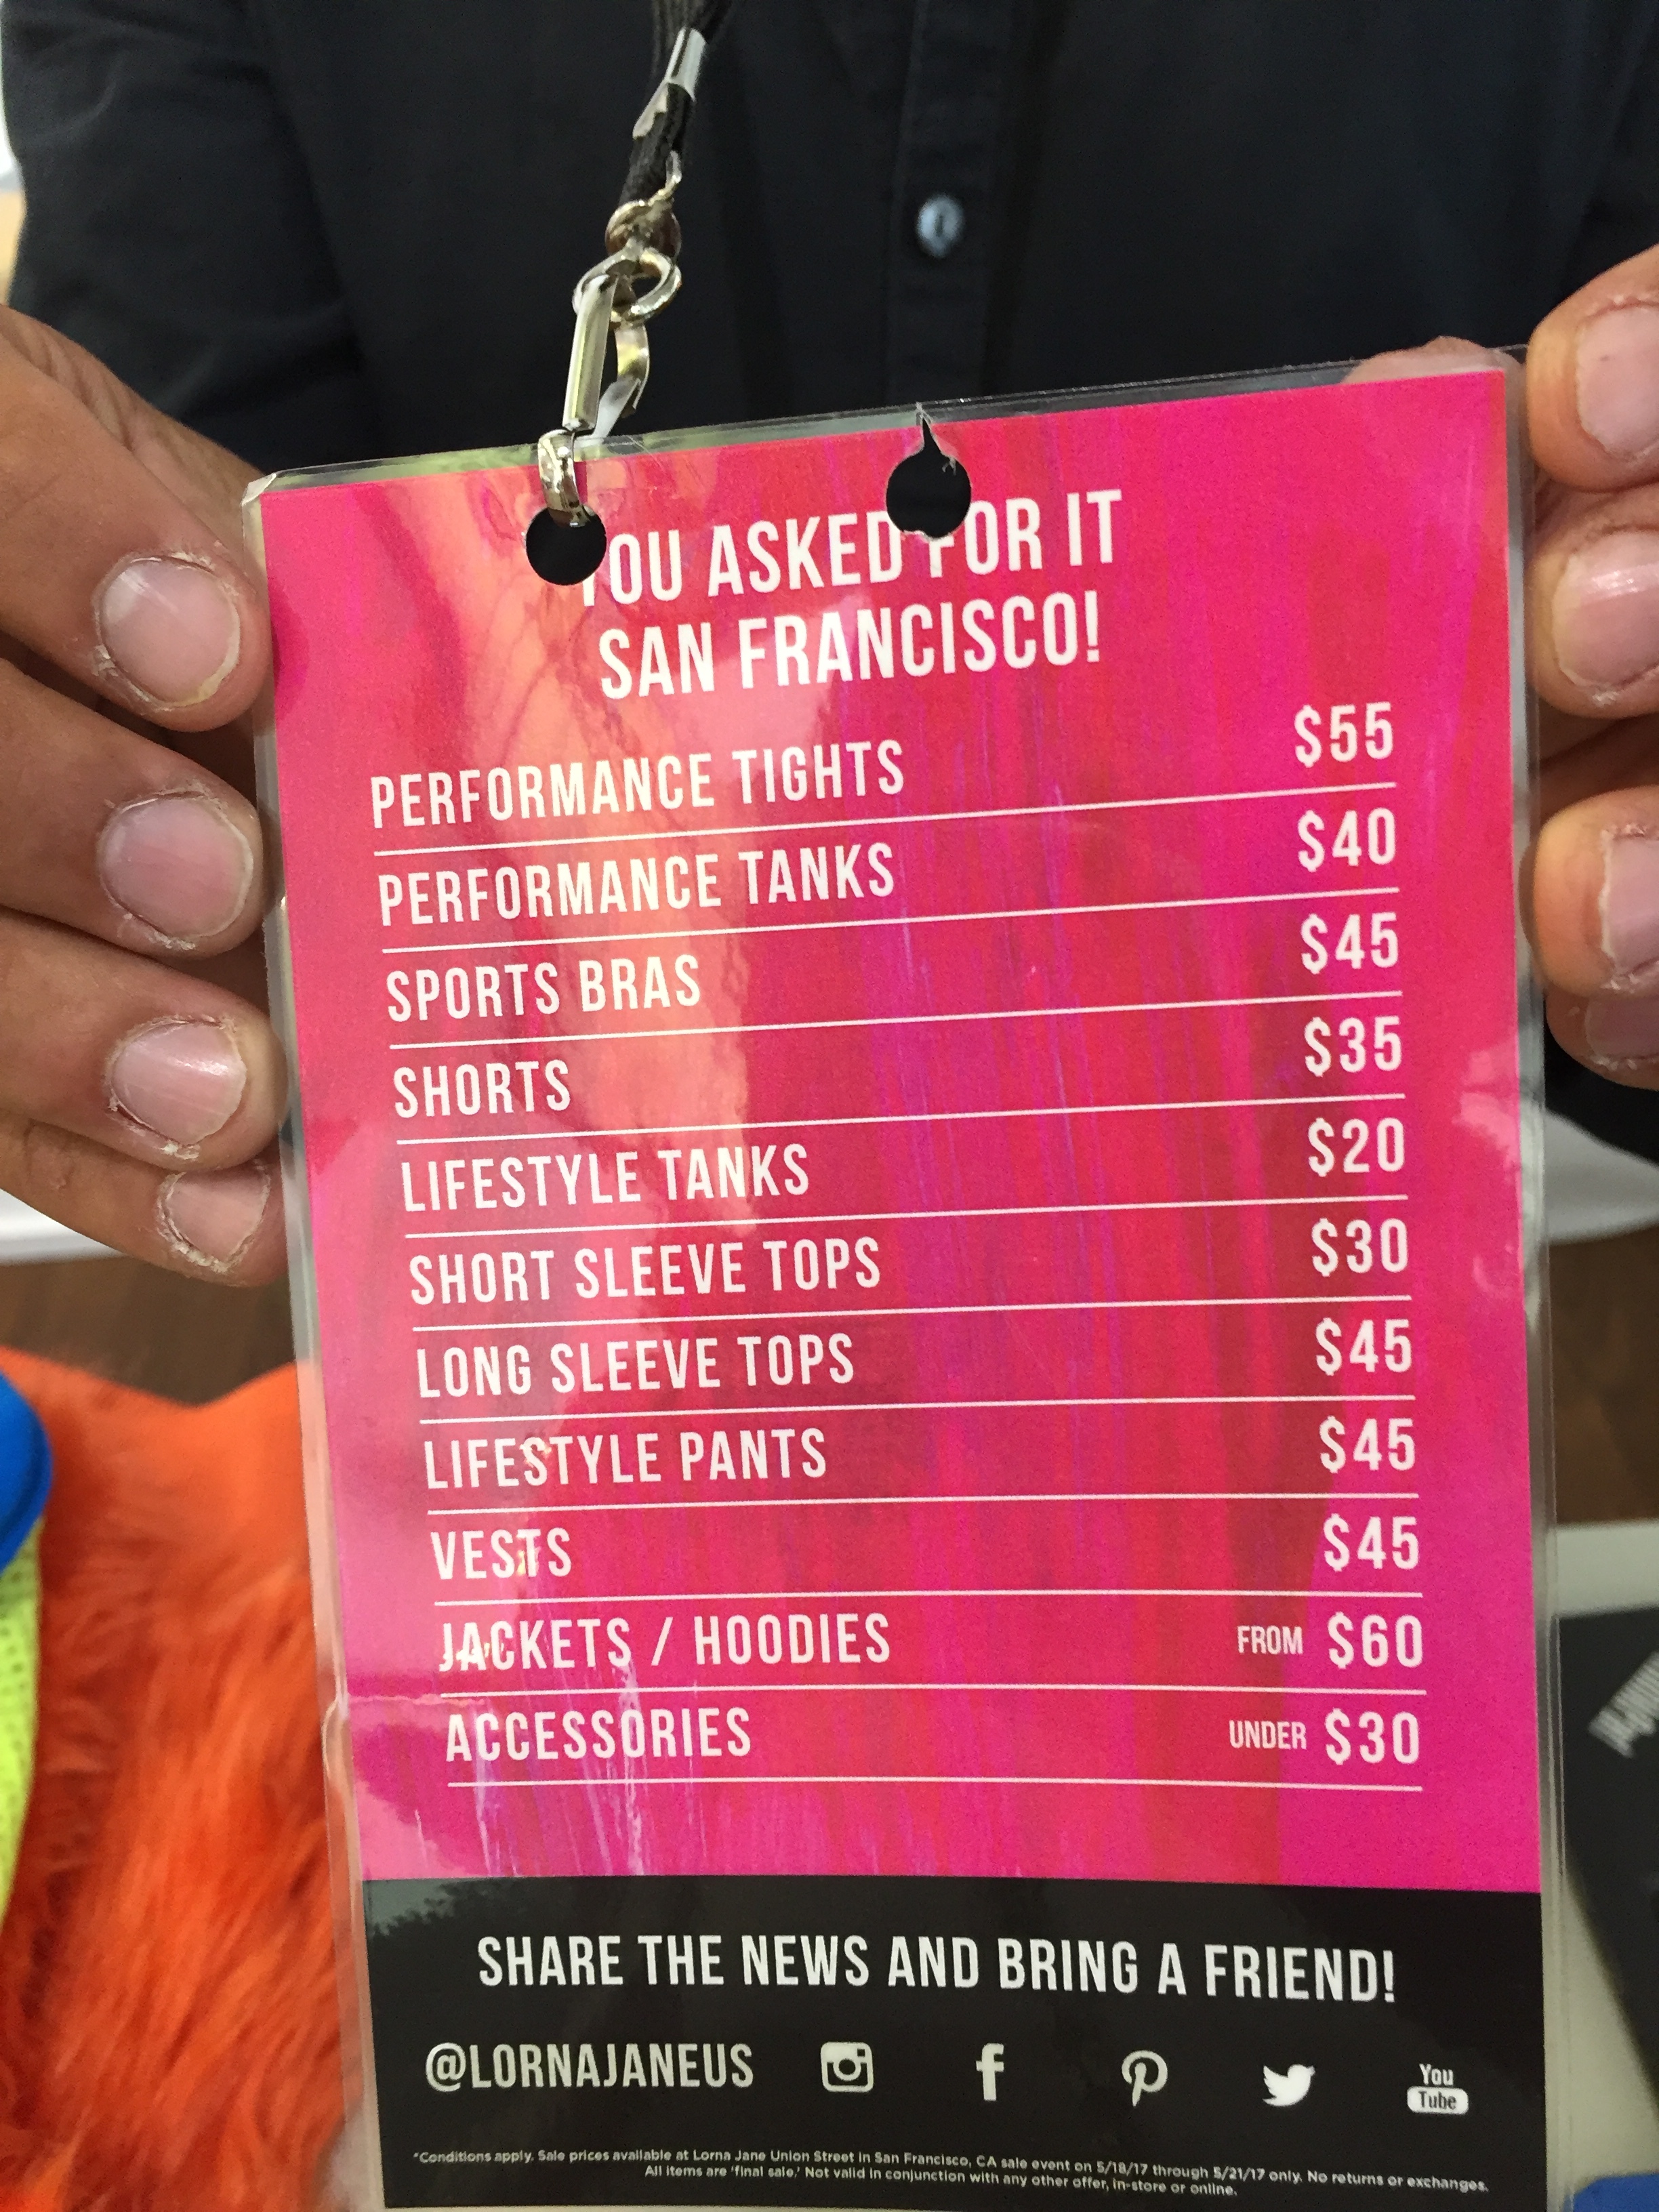 YOU ASKED FOR IT
SAN FRANCISCO!
PERFORMANCE TIGHTS $55
PERFORMANCE TANKS $40
SPORTS BRAS $45
SHORTS $35
LIFESTYLE TANKS $20
SHORT SLEEVE TOPS $30
LONG SLEEVE TOPS $45
LIFESTYLE PANTS $45
VESTS $45
JACKETS / HOODIES FROM $60
ACCESSORIES UNDER $30
SHARE THE NEWS AND BRING A FRIEND!
@LORNAJANEUS You
Tube
*Conditions apply. Sale prices available at Lorna Jane Union Street in San Francisco, CA sale event on 5/18/17 through 5/21/17 only. No returns or exchanges.
All items are 'final sale.' Not valid in conjunction with any other offer, in-store or online.